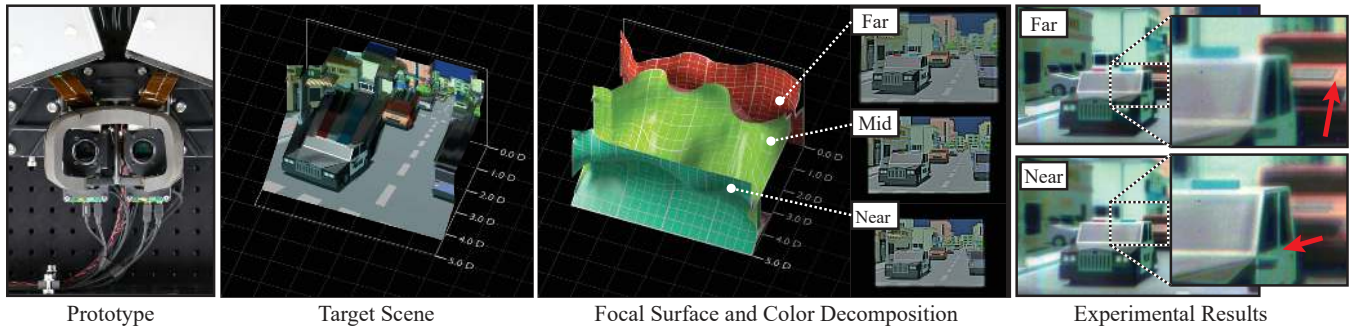 0.0 D
1.0 D
2.0 D
3.0 D
4.0 D
5.0 D
Far
Mid
Near
0.0 D
1.0 D
2.0 D
3.0 D
4.0 D
5.0 D
Far
Near
Prototype
Target Scene
Focal Surface and Color Decomposition
Experimental Results